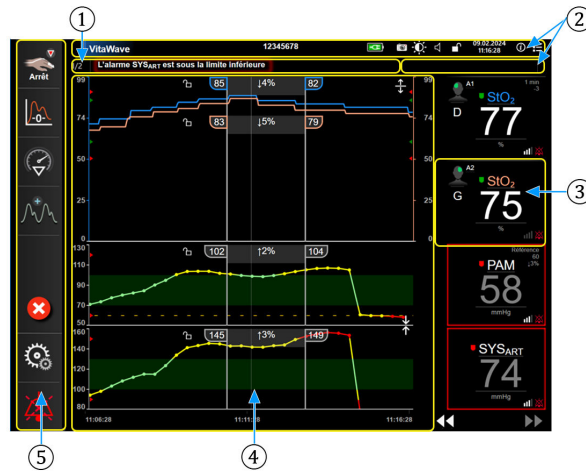 ① ②
VitaWave 12345678 09.02.2024 11:16:28
/2 L'alarme SYSART est sous la limite inférieure
Arrêt
-0-
99 85 ↓4% 82 99
74 83 ↓5% 79 74
50 50
25 25
0 0
A1 StO₂ 1 min -3
D 77
%
③
A2 StO₂
G 75
%
130 102 ↑2% 104
110
90
70
50
Référence
60
↓3%
PAM
58
mmHg
160 145 ↑3% 149
140
120
100
80
SYSART
74
mmHg
11:06:28 11:11:28 11:16:28
⑤ ④